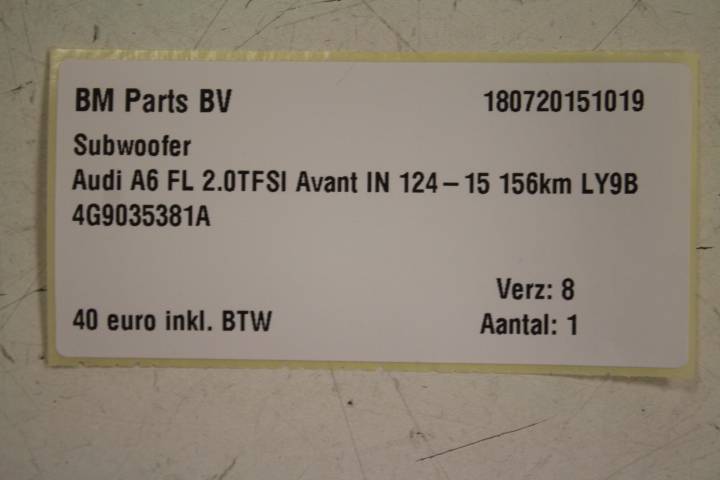 BM Parts BV 180720151019
Subwoofer
Audi A6 FL 2.0TFSI Avant IN 124-15 156km LY9B
4G9035381A
Verz: 8
40 euro inkl. BTW Aantal: 1